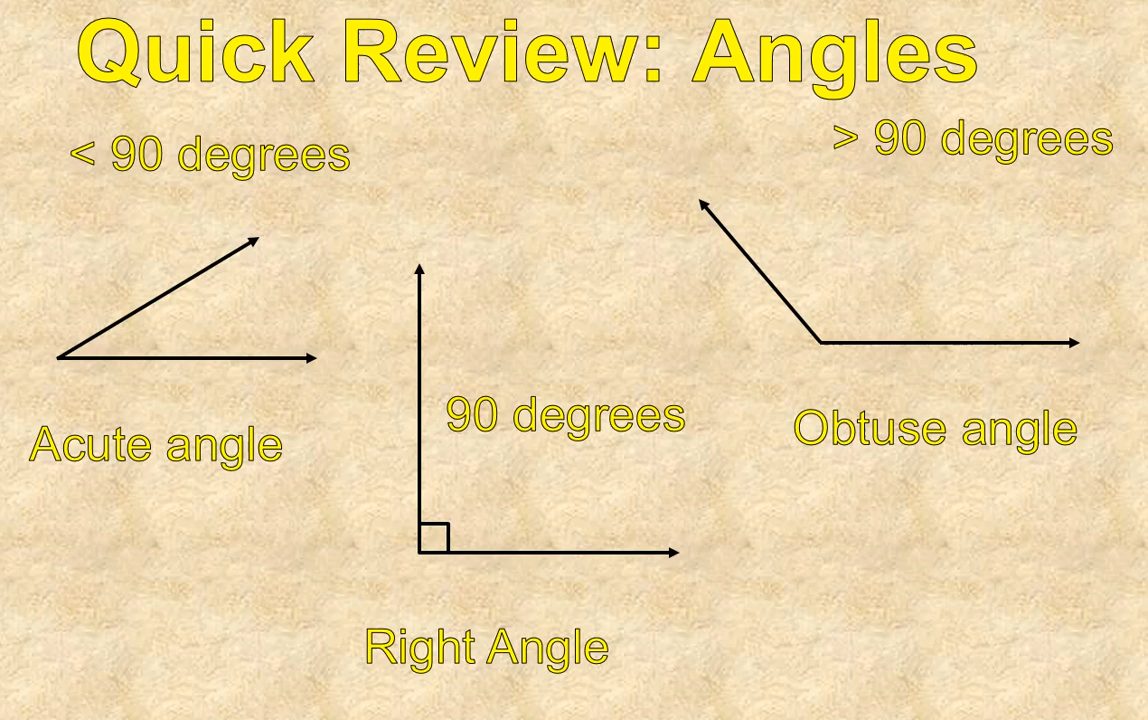 Quick Review: Angles
< 90 degrees
> 90 degrees
90 degrees
Acute angle
Obtuse angle
Right Angle